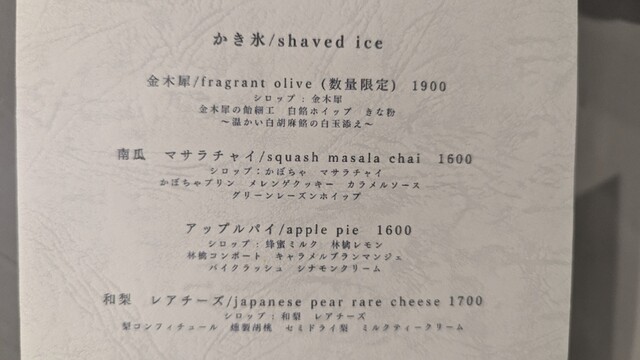 かき氷/shaved ice
金木犀/fragrant olive (数量限定) 1900
シロップ：金木犀
金木犀の飴細工 白餡ホイップ きな粉
～温かい白胡麻餡の白玉添え～
南瓜 マサラチャイ/squash masala chai 1600
シロップ：かぼちゃ マサラチャイ
かぼちゃプリン メレンゲクッキー カラメルソース
グリーンレーズンホイップ
アップルパイ/apple pie 1600
シロップ：蜂蜜ミルク 林檎レモン
林檎コンポート キャラメルブランマンジェ
パイクラッシュ シナモンクリーム
和梨 レアチーズ/japanese pear rare cheese 1700
シロップ：和梨 レアチーズ
梨コンフィチュール 燻製胡桃 セミドライ梨 ミルクティークリーム